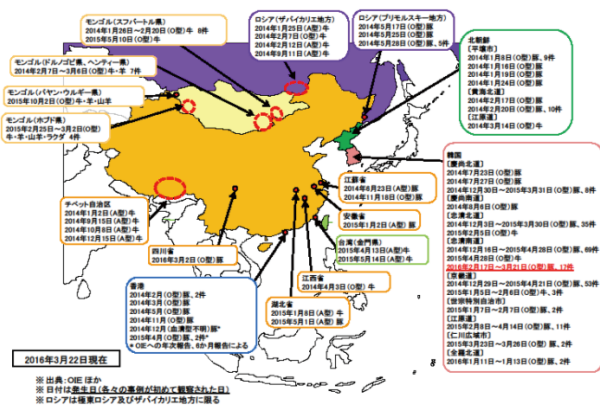 モンゴル(スフバートル県)
2014年1月26日～2月20日(O型)牛 8件
2015年5月10日(O型)牛
ロシア(ザバイカリエ地方)
2014年1月25日(A型)牛
2014年2月7日(O型)牛
2014年2月12日(A型)牛
2014年2月11日(A型)牛
ロシア(プリモルスキー地方)
2014年5月17日(O型)豚
2014年5月25日(O型)豚
2014年5月28日(O型)豚、5件
北朝鮮
[平壌市]
2014年1月8日(O型)豚、9件
2014年1月16日(O型)豚
2014年1月19日(O型)豚
2014年1月24日(O型)豚
[黄海北道]
2014年2月17日(O型)豚
2014年2月20日(O型)豚、10件
[江原道]
2014年3月14日(O型)牛
モンゴル(ドルノゴビ県、ヘンティー県)
2014年2月7日～3月6日(O型)牛・羊 7件
モンゴル(バヤン・ウルギー県)
2015年10月2日(O型)牛・羊・山羊
モンゴル(ホブド県)
2015年2月25日～3月2日(O型)
牛・羊・山羊・ラクダ 4件
チベット自治区
2014年1月2日(A型)牛
2014年9月15日(A型)牛
2014年10月8日(A型)牛
2014年12月15日(A型)牛
四川省
2016年3月2日(O型)豚
香港
2014年2月(O型)豚、2件
2014年3月(O型)豚
2014年5月(O型)豚
2014年11月(O型)豚
2014年12月(血清型不明)豚*
2015年4月(O型)豚、2件*
* OIEへの年次報告、6か月報告による
湖北省
2015年1月8日(A型)牛
2015年5月1日(A型)豚
江西省
2014年4月3日(O型)牛
江蘇省
2014年6月23日(A型)豚
2014年11月18日(O型)豚
安徽省
2015年1月2日(A型)豚
台湾(金門県)
2015年4月13日(A型)牛
2015年5月14日(A型)牛
韓国
[慶尚北道]
2014年7月23日(O型)豚
2014年7月27日(O型)豚
2014年12月30日～2015年3月31日(O型)豚、8件
[慶尚南道]
2014年8月6日(O型)豚
[忠清北道]
2014年12月3日～2015年3月30日(O型)豚、35件
2015年2月5日(O型)牛
[忠清南道]
2014年12月16日～2015年4月28日(O型)豚、69件
2015年4月28日(O型)牛
2016年2月17日～3月21日(O型)豚、17件
[京畿道]
2014年12月29日～2015年4月21日(O型)豚、53件
2015年1月5日～2月6日(O型)牛、3件
[世宗特別自治市]
2015年1月7日～2月7日(O型)豚、2件
[江原道]
2015年2月8日～4月14日(O型)豚、11件
[仁川広域市]
2015年3月23日～3月26日(O型)豚、2件
[全羅北道]
2016年1月11日～1月13日(O型)豚、2件
2016年3月22日現在
※ 出典:OIE ほか
※ 日付は発生日(各々の事例が初めて観察された日)
※ ロシアは極東ロシア及びザバイカリエ地方に限る